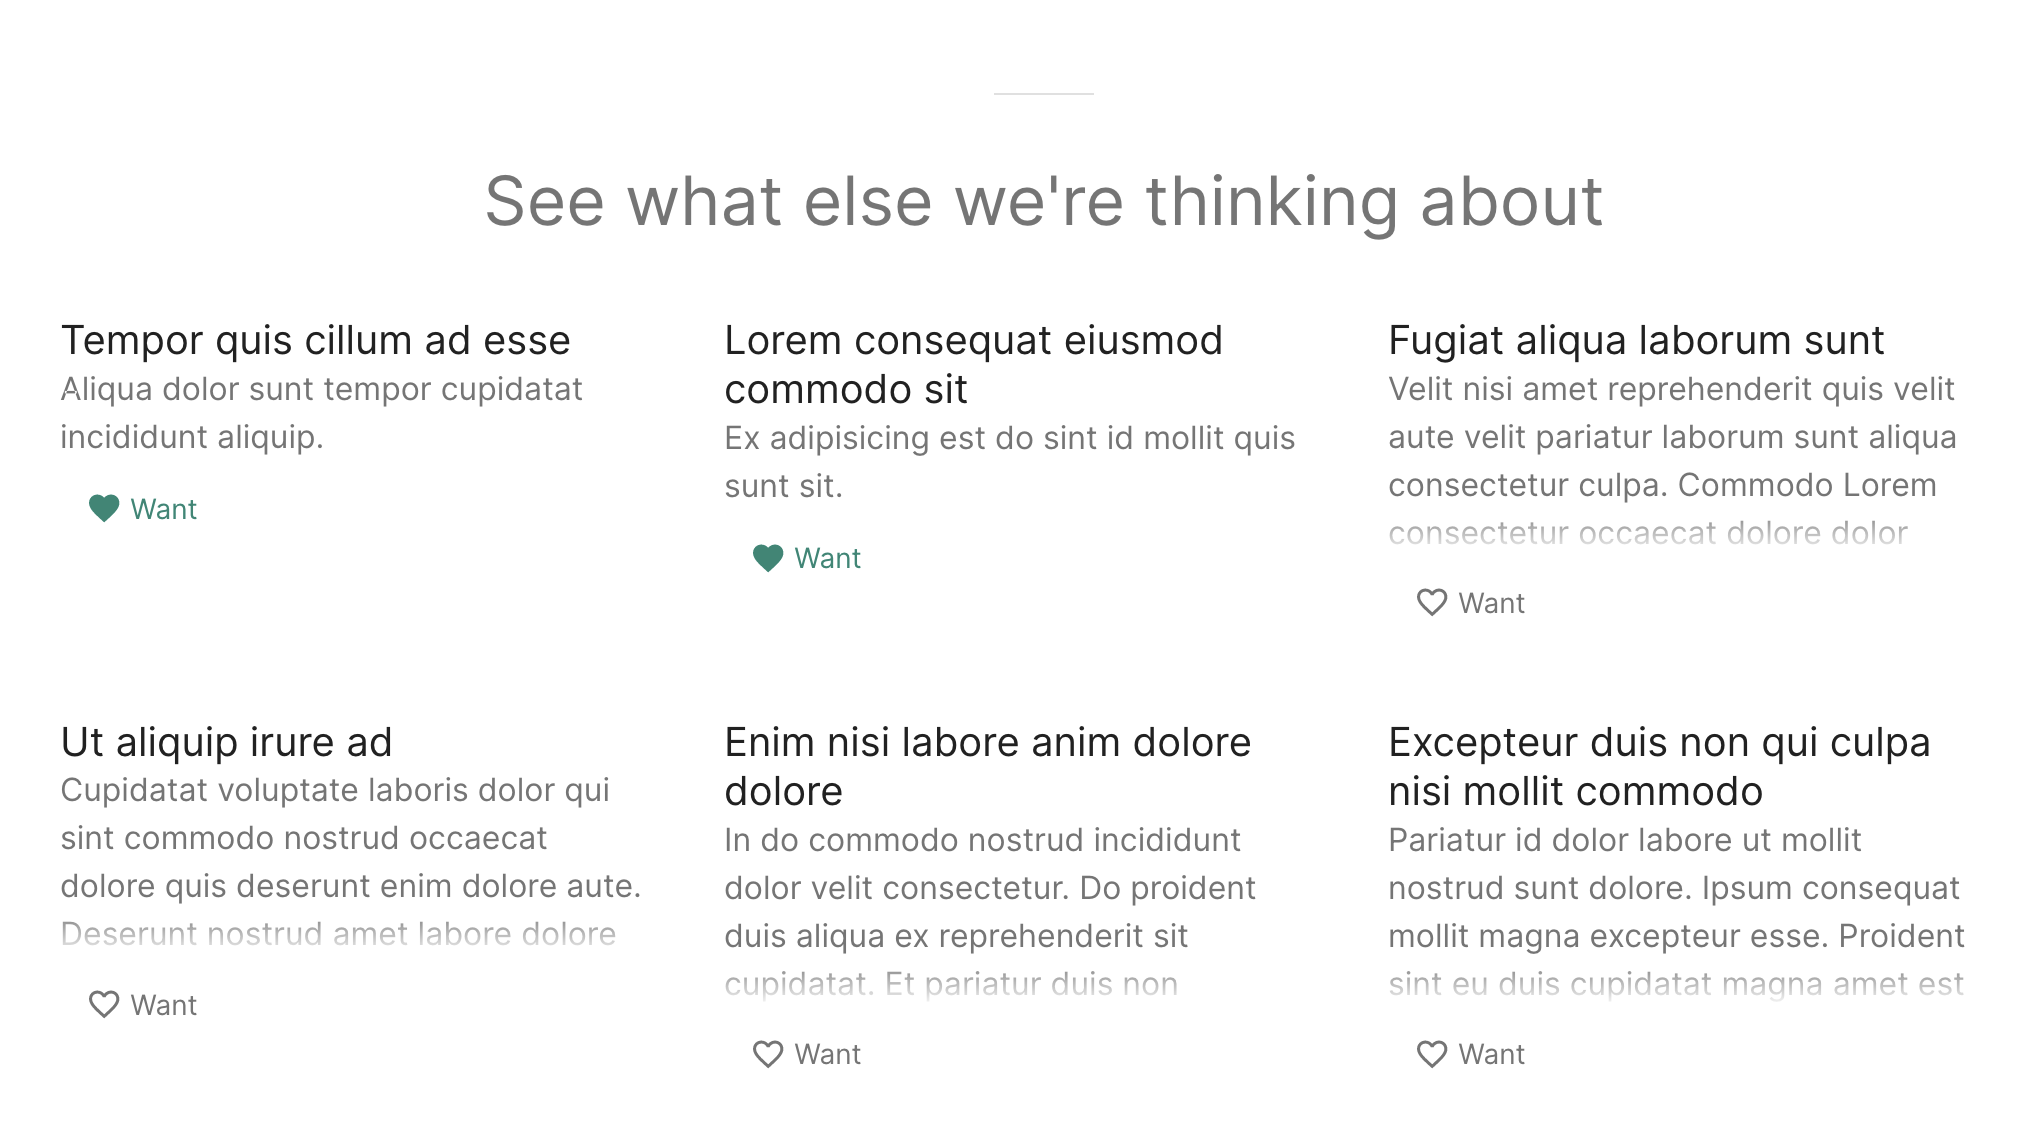 See what else we're thinking about
Tempor quis cillum ad esse
Aliqua dolor sunt tempor cupidatat
incididunt aliquip.
Want
Lorem consequat eiusmod
commodo sit
Ex adipisicing est do sint id mollit quis
sunt sit.
Want
Fugiat aliqua laborum sunt
Velit nisi amet reprehenderit quis velit
aute velit pariatur laborum sunt aliqua
consectetur culpa. Commodo Lorem
consectetur occaecat dolore dolor
Want
Ut aliquip irure ad
Cupidatat voluptate laboris dolor qui
sint commodo nostrud occaecat
dolore quis deserunt enim dolore aute.
Deserunt nostrud amet labore dolore
Want
Enim nisi labore anim dolore
dolore
In do commodo nostrud incididunt
dolor velit consectetur. Do proident
duis aliqua ex reprehenderit sit
cupidatat. Et pariatur duis non
Want
Excepteur duis non qui culpa
nisi mollit commodo
Pariatur id dolor labore ut mollit
nostrud sunt dolore. Ipsum consequat
mollit magna excepteur esse. Proident
sint eu duis cupidatat magna amet est
Want